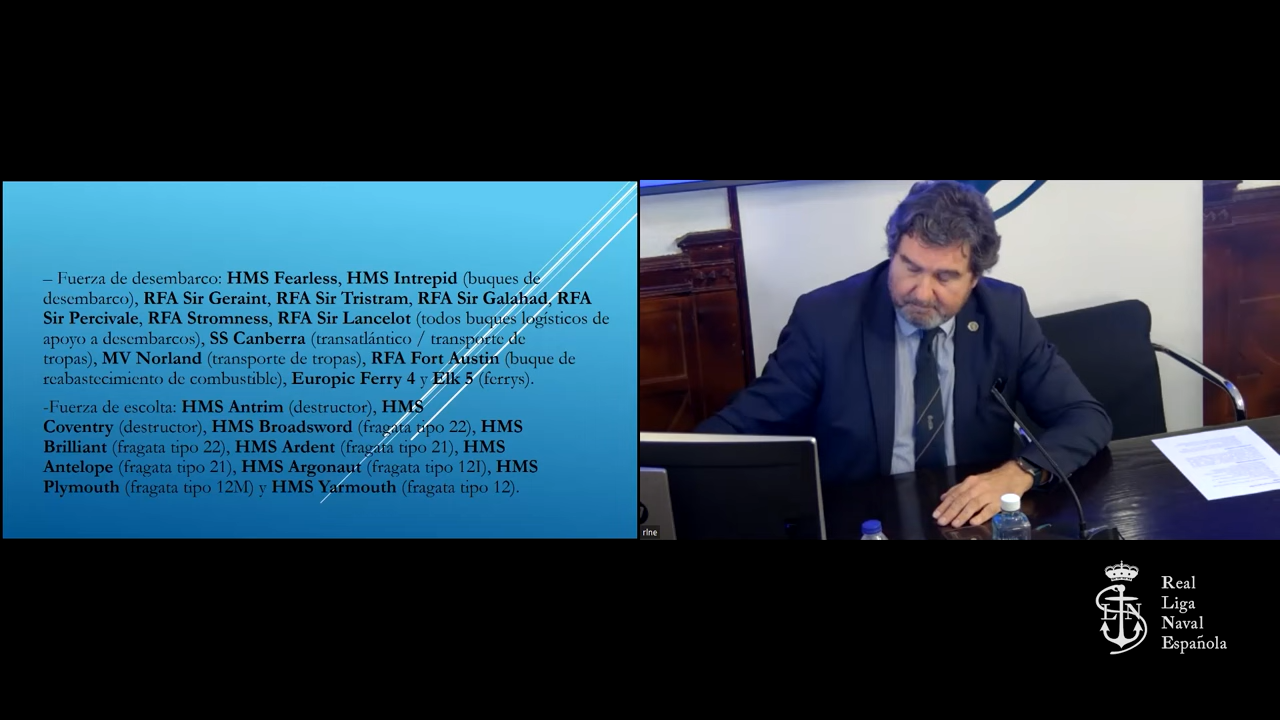 – Fuerza de desembarco: HMS Fearless, HMS Intrepid (buques de
desembarco), RFA Sir Geraint, RFA Sir Tristram, RFA Sir Galahad, RFA
Sir Percivale, RFA Stromness, RFA Sir Lancelot (todos buques logísticos de
apoyo a desembarcos), SS Canberra (transatlántico / transporte de
tropas), MV Norland (transporte de tropas), RFA Fort Austin (buque de
reabastecimiento de combustible), Europic Ferry 4 y Elk 5 (ferrys).
-Fuerza de escolta: HMS Antrim (destructor), HMS
Coventry (destructor), HMS Broadsword (fragata tipo 22), HMS
Brilliant (fragata tipo 22), HMS Ardent (fragata tipo 21), HMS
Antelope (fragata tipo 21), HMS Argonaut (fragata tipo 12I), HMS
Plymouth (fragata tipo 12M) y HMS Yarmouth (fragata tipo 12).
rlne
LN
Real
Liga
Naval
Española